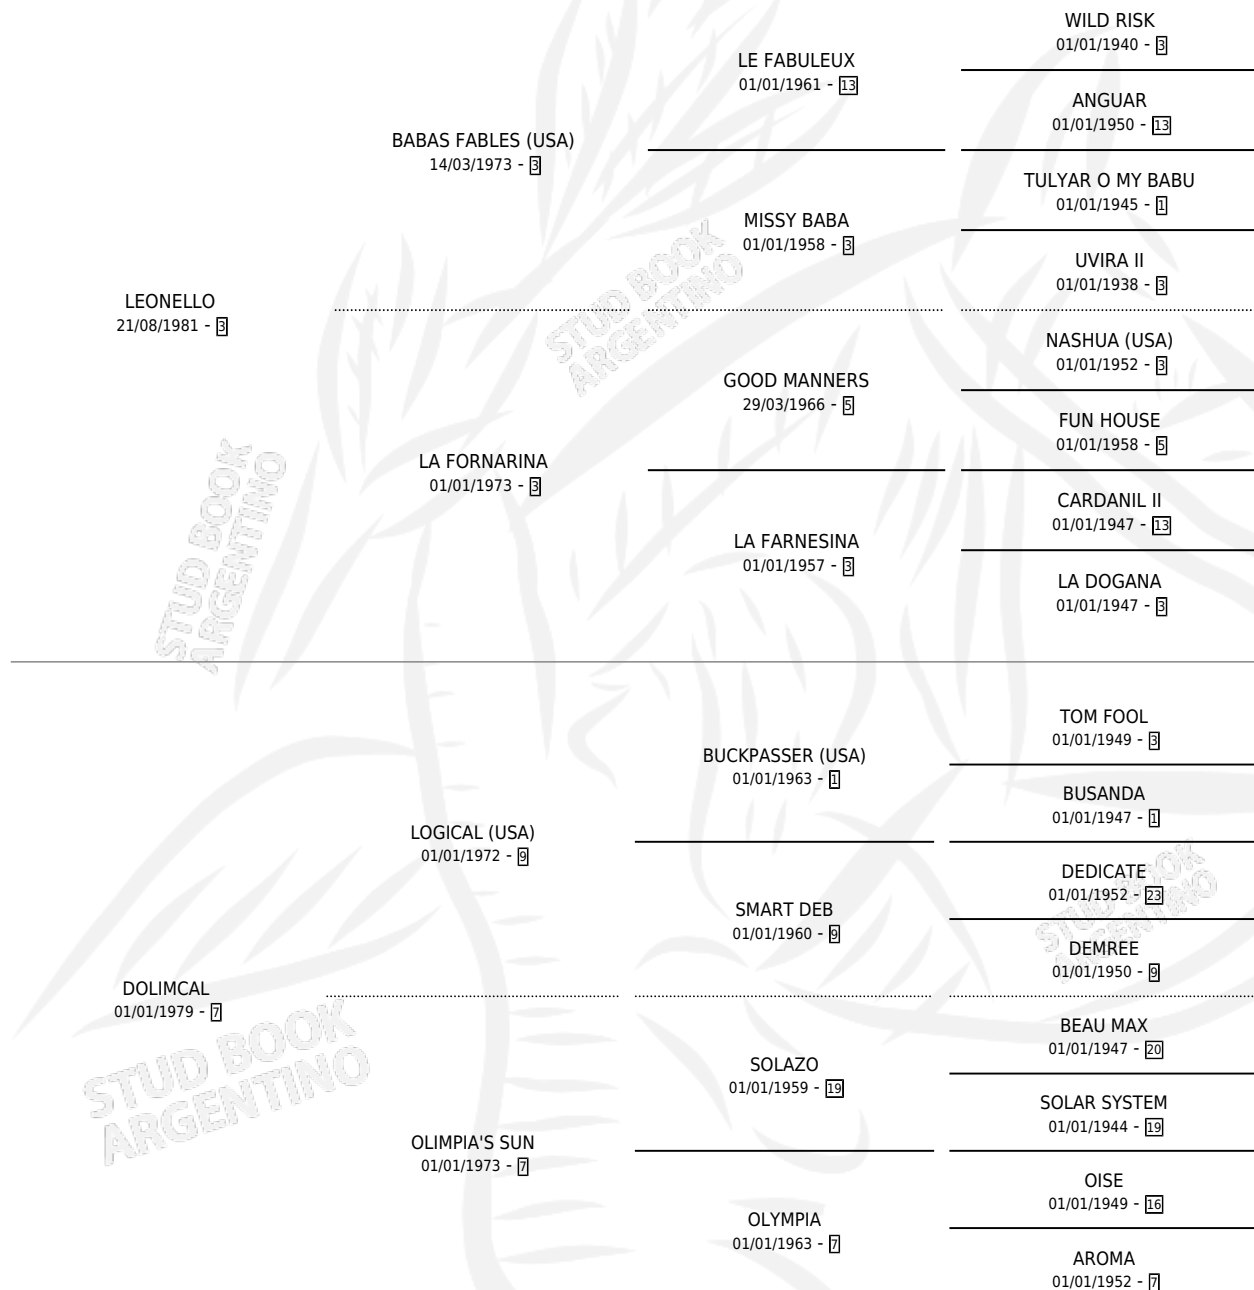 WILD RISK
01/01/1940 - 3
LE FABULEUX
01/01/1961 - 13
ANGUAR
01/01/1950 - 13
BABAS FABLES (USA)
14/03/1973 - 3
TULYAR O MY BABU
01/01/1945 - 1
MISSY BABA
01/01/1958 - 3
UVIRA II
01/01/1938 - 3
LEONELLO
21/08/1981 - 3
NASHUA (USA)
01/01/1952 - 3
GOOD MANNERS
29/03/1966 - 5
FUN HOUSE
01/01/1958 - 5
LA FORNARINA
01/01/1973 - 3
CARDANIL II
01/01/1947 - 13
LA FARNESINA
01/01/1957 - 3
LA DOGANA
01/01/1947 - 3
TOM FOOL
01/01/1949 - 3
BUCKPASSER (USA)
01/01/1963 - 1
BUSANDA
01/01/1947 - 1
LOGICAL (USA)
01/01/1972 - 9
DEDICATE
01/01/1952 - 23
SMART DEB
01/01/1960 - 9
DEMREE
01/01/1950 - 9
DOLIMCAL
01/01/1979 - 7
BEAU MAX
01/01/1947 - 20
SOLAZO
01/01/1959 - 19
SOLAR SYSTEM
01/01/1944 - 19
OLIMPIA'S SUN
01/01/1973 - 7
OISE
01/01/1949 - 16
OLYMPIA
01/01/1963 - 7
AROMA
01/01/1952 - 7
STUD BOOK
ARGENTINO
STUD BOOK
ARGENTINO
STUD BOOK
ARGENTINO
STUD BOOK
ARGENTINO